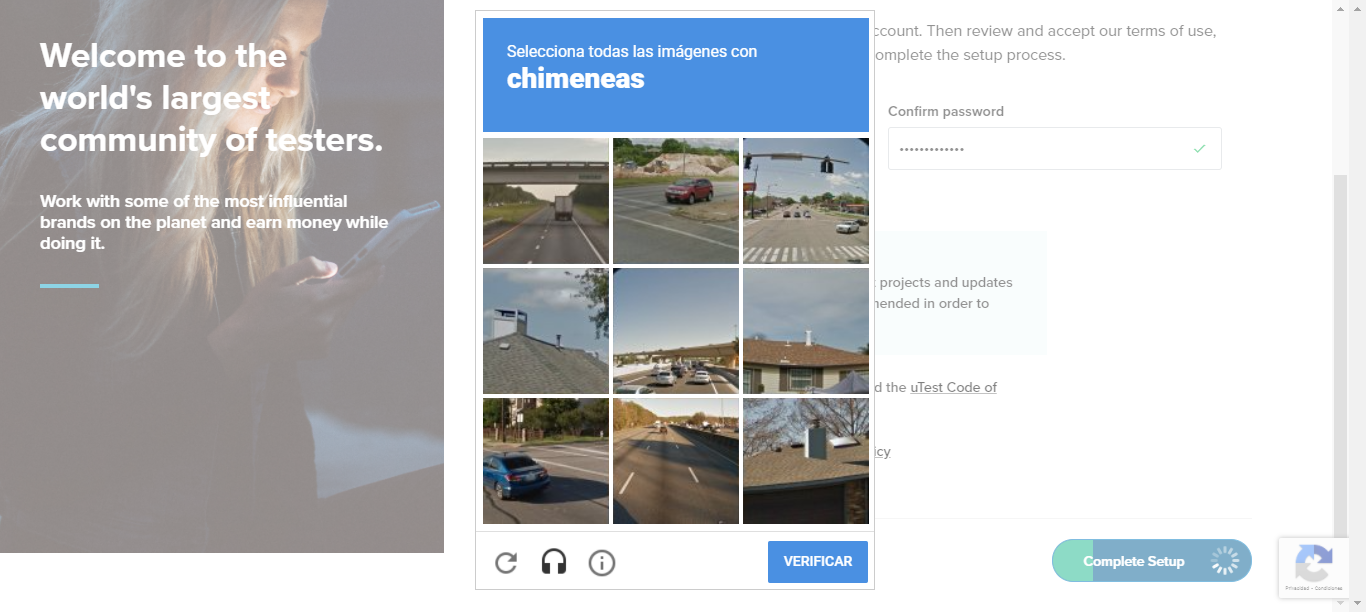 Welcome to the
world's largest
community of testers.
Work with some of the most influential
brands on the planet and earn money while
doing it.
Selecciona todas las imágenes con
chimeneas
VERIFICAR
ccount. Then review and accept our terms of use,
omplete the setup process.
Confirm password
t projects and updates
nended in order to
d the uTest Code of
icy
Complete Setup
Privacidad - Condiciones